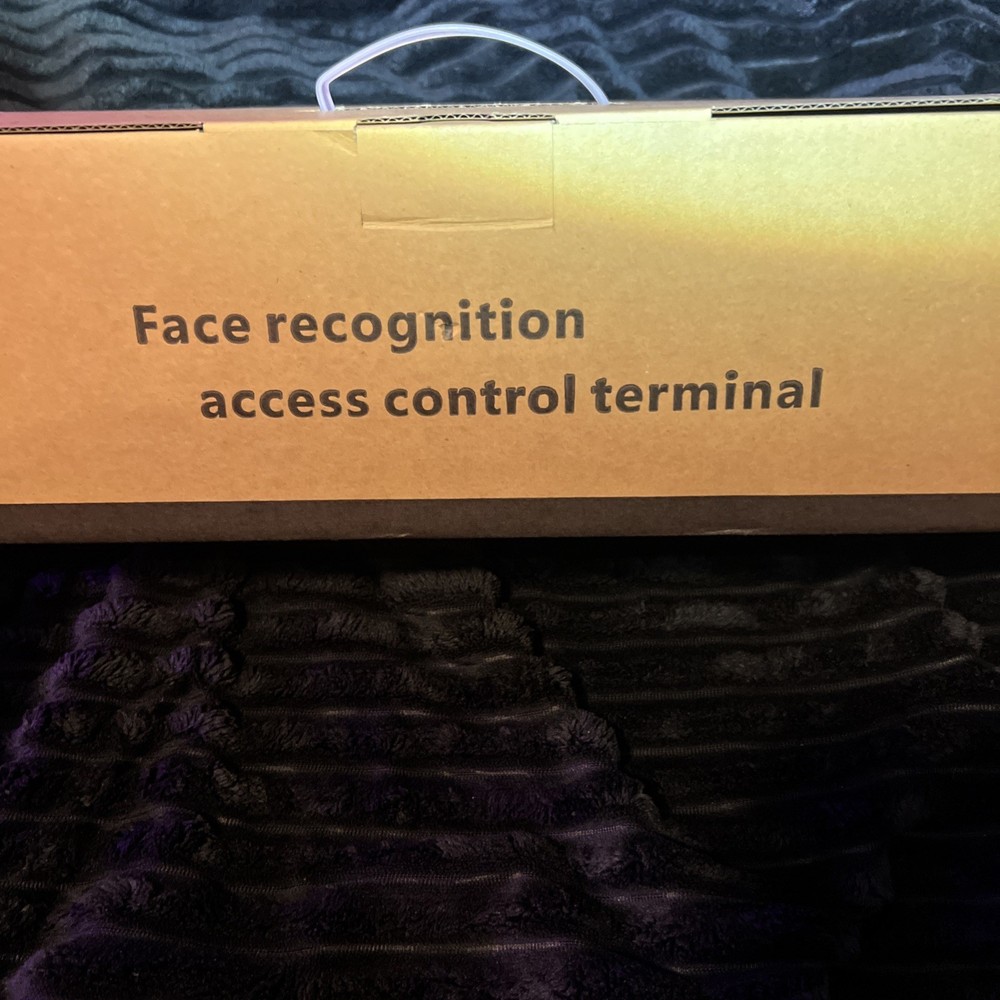 Face recognition
access control terminal